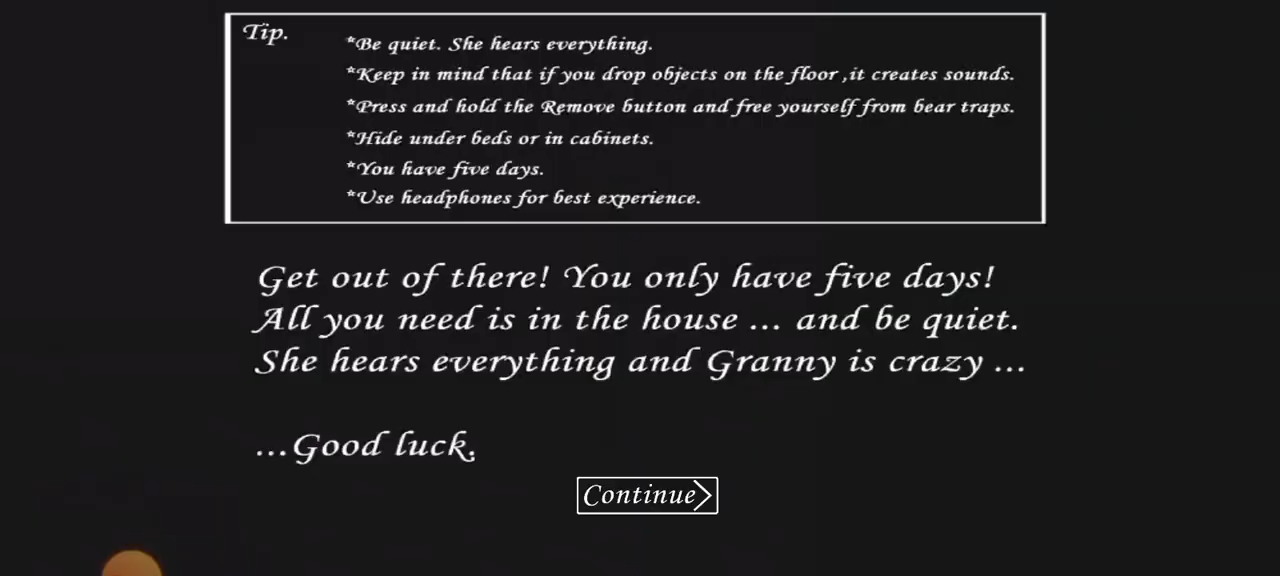 Tip.
*Be quiet. She hears everything.
*Keep in mind that if you drop objects on the floor ,it creates sounds.
*Press and hold the Remove button and free yourself from bear traps.
*Hide under beds or in cabinets.
*You have five days.
*Use headphones for best experience.
Get out of there! You only have five days!
All you need is in the house ... and be quiet.
She hears everything and Granny is crazy ...
...Good luck.
Continue